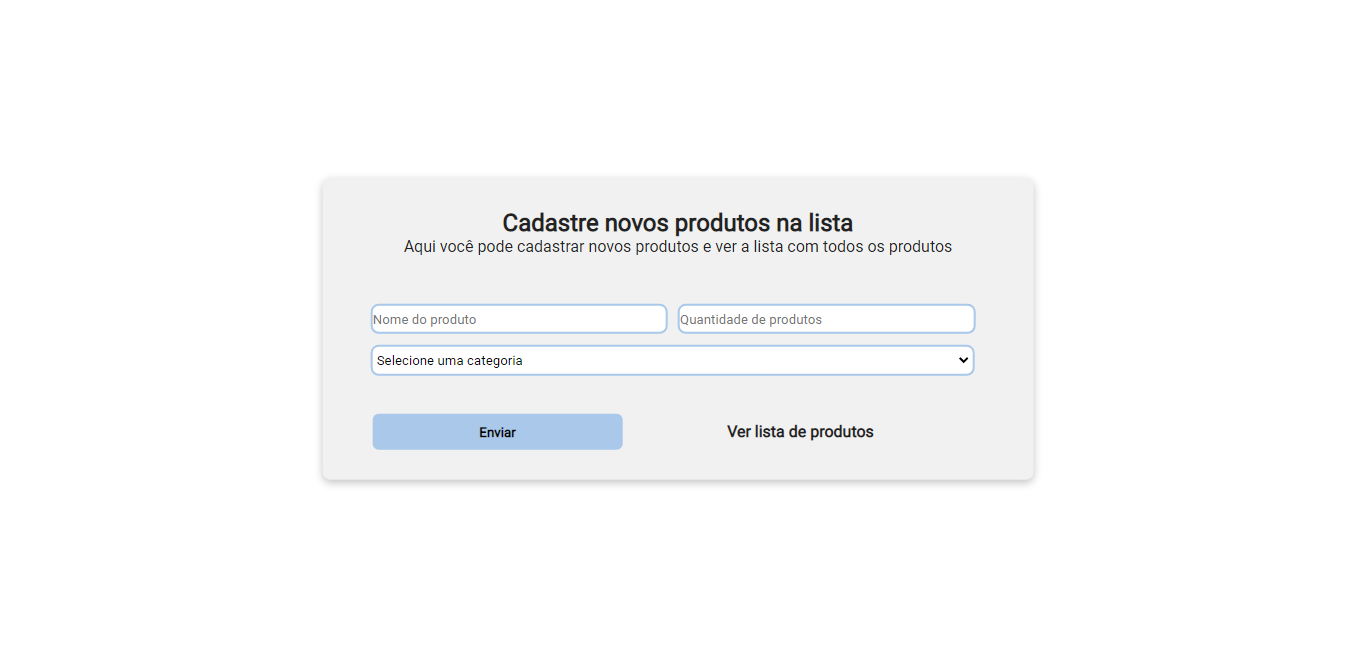 Cadastre novos produtos na lista
Aqui você pode cadastrar novos produtos e ver a lista com todos os produtos
Nome do produto
Quantidade de produtos
Selecione uma categoria
Enviar
Ver lista de produtos